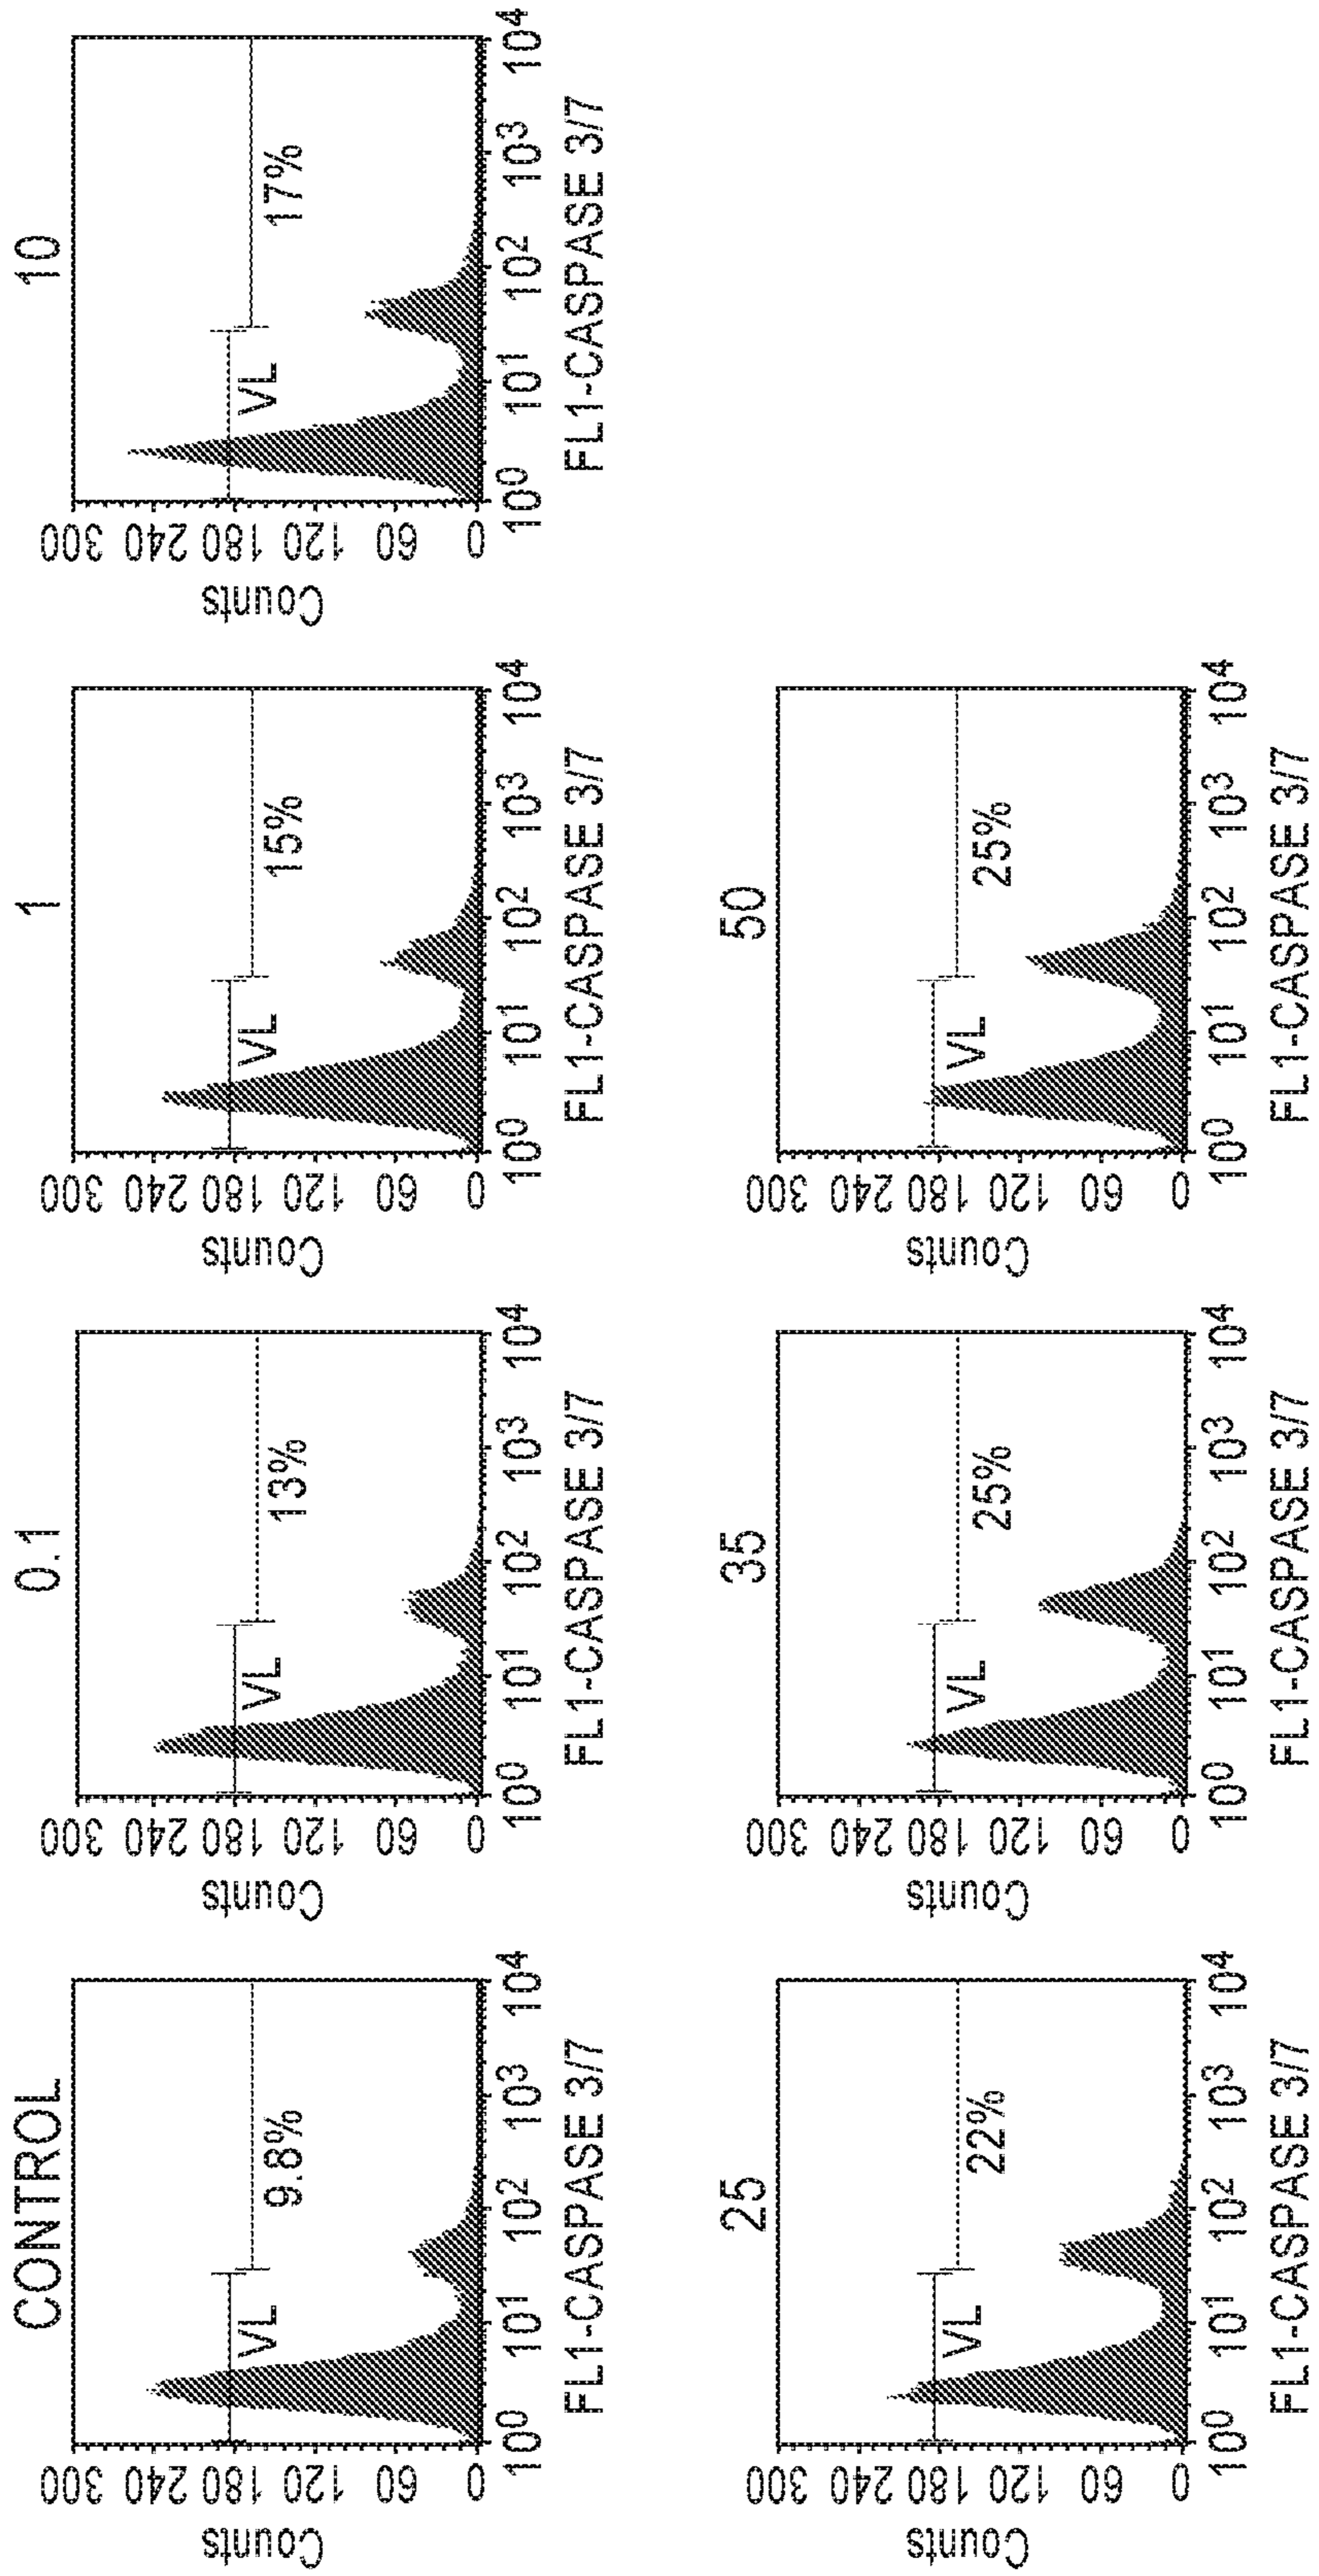 CONTROL
Counts
300
240
180
120
60
0
VL
9.8%
10⁰ 10¹ 10² 10³ 10⁴
FL1-CASPASE 3/7
0.1
Counts
300
240
180
120
60
0
VL
13%
10⁰ 10¹ 10² 10³ 10⁴
FL1-CASPASE 3/7
1
Counts
300
240
180
120
60
0
VL
15%
10⁰ 10¹ 10² 10³ 10⁴
FL1-CASPASE 3/7
10
Counts
300
240
180
120
60
0
VL
17%
10⁰ 10¹ 10² 10³ 10⁴
FL1-CASPASE 3/7
25
Counts
300
240
180
120
60
0
VL
22%
10⁰ 10¹ 10² 10³ 10⁴
FL1-CASPASE 3/7
35
Counts
300
240
180
120
60
0
VL
25%
10⁰ 10¹ 10² 10³ 10⁴
FL1-CASPASE 3/7
50
Counts
300
240
180
120
60
0
VL
25%
10⁰ 10¹ 10² 10³ 10⁴
FL1-CASPASE 3/7